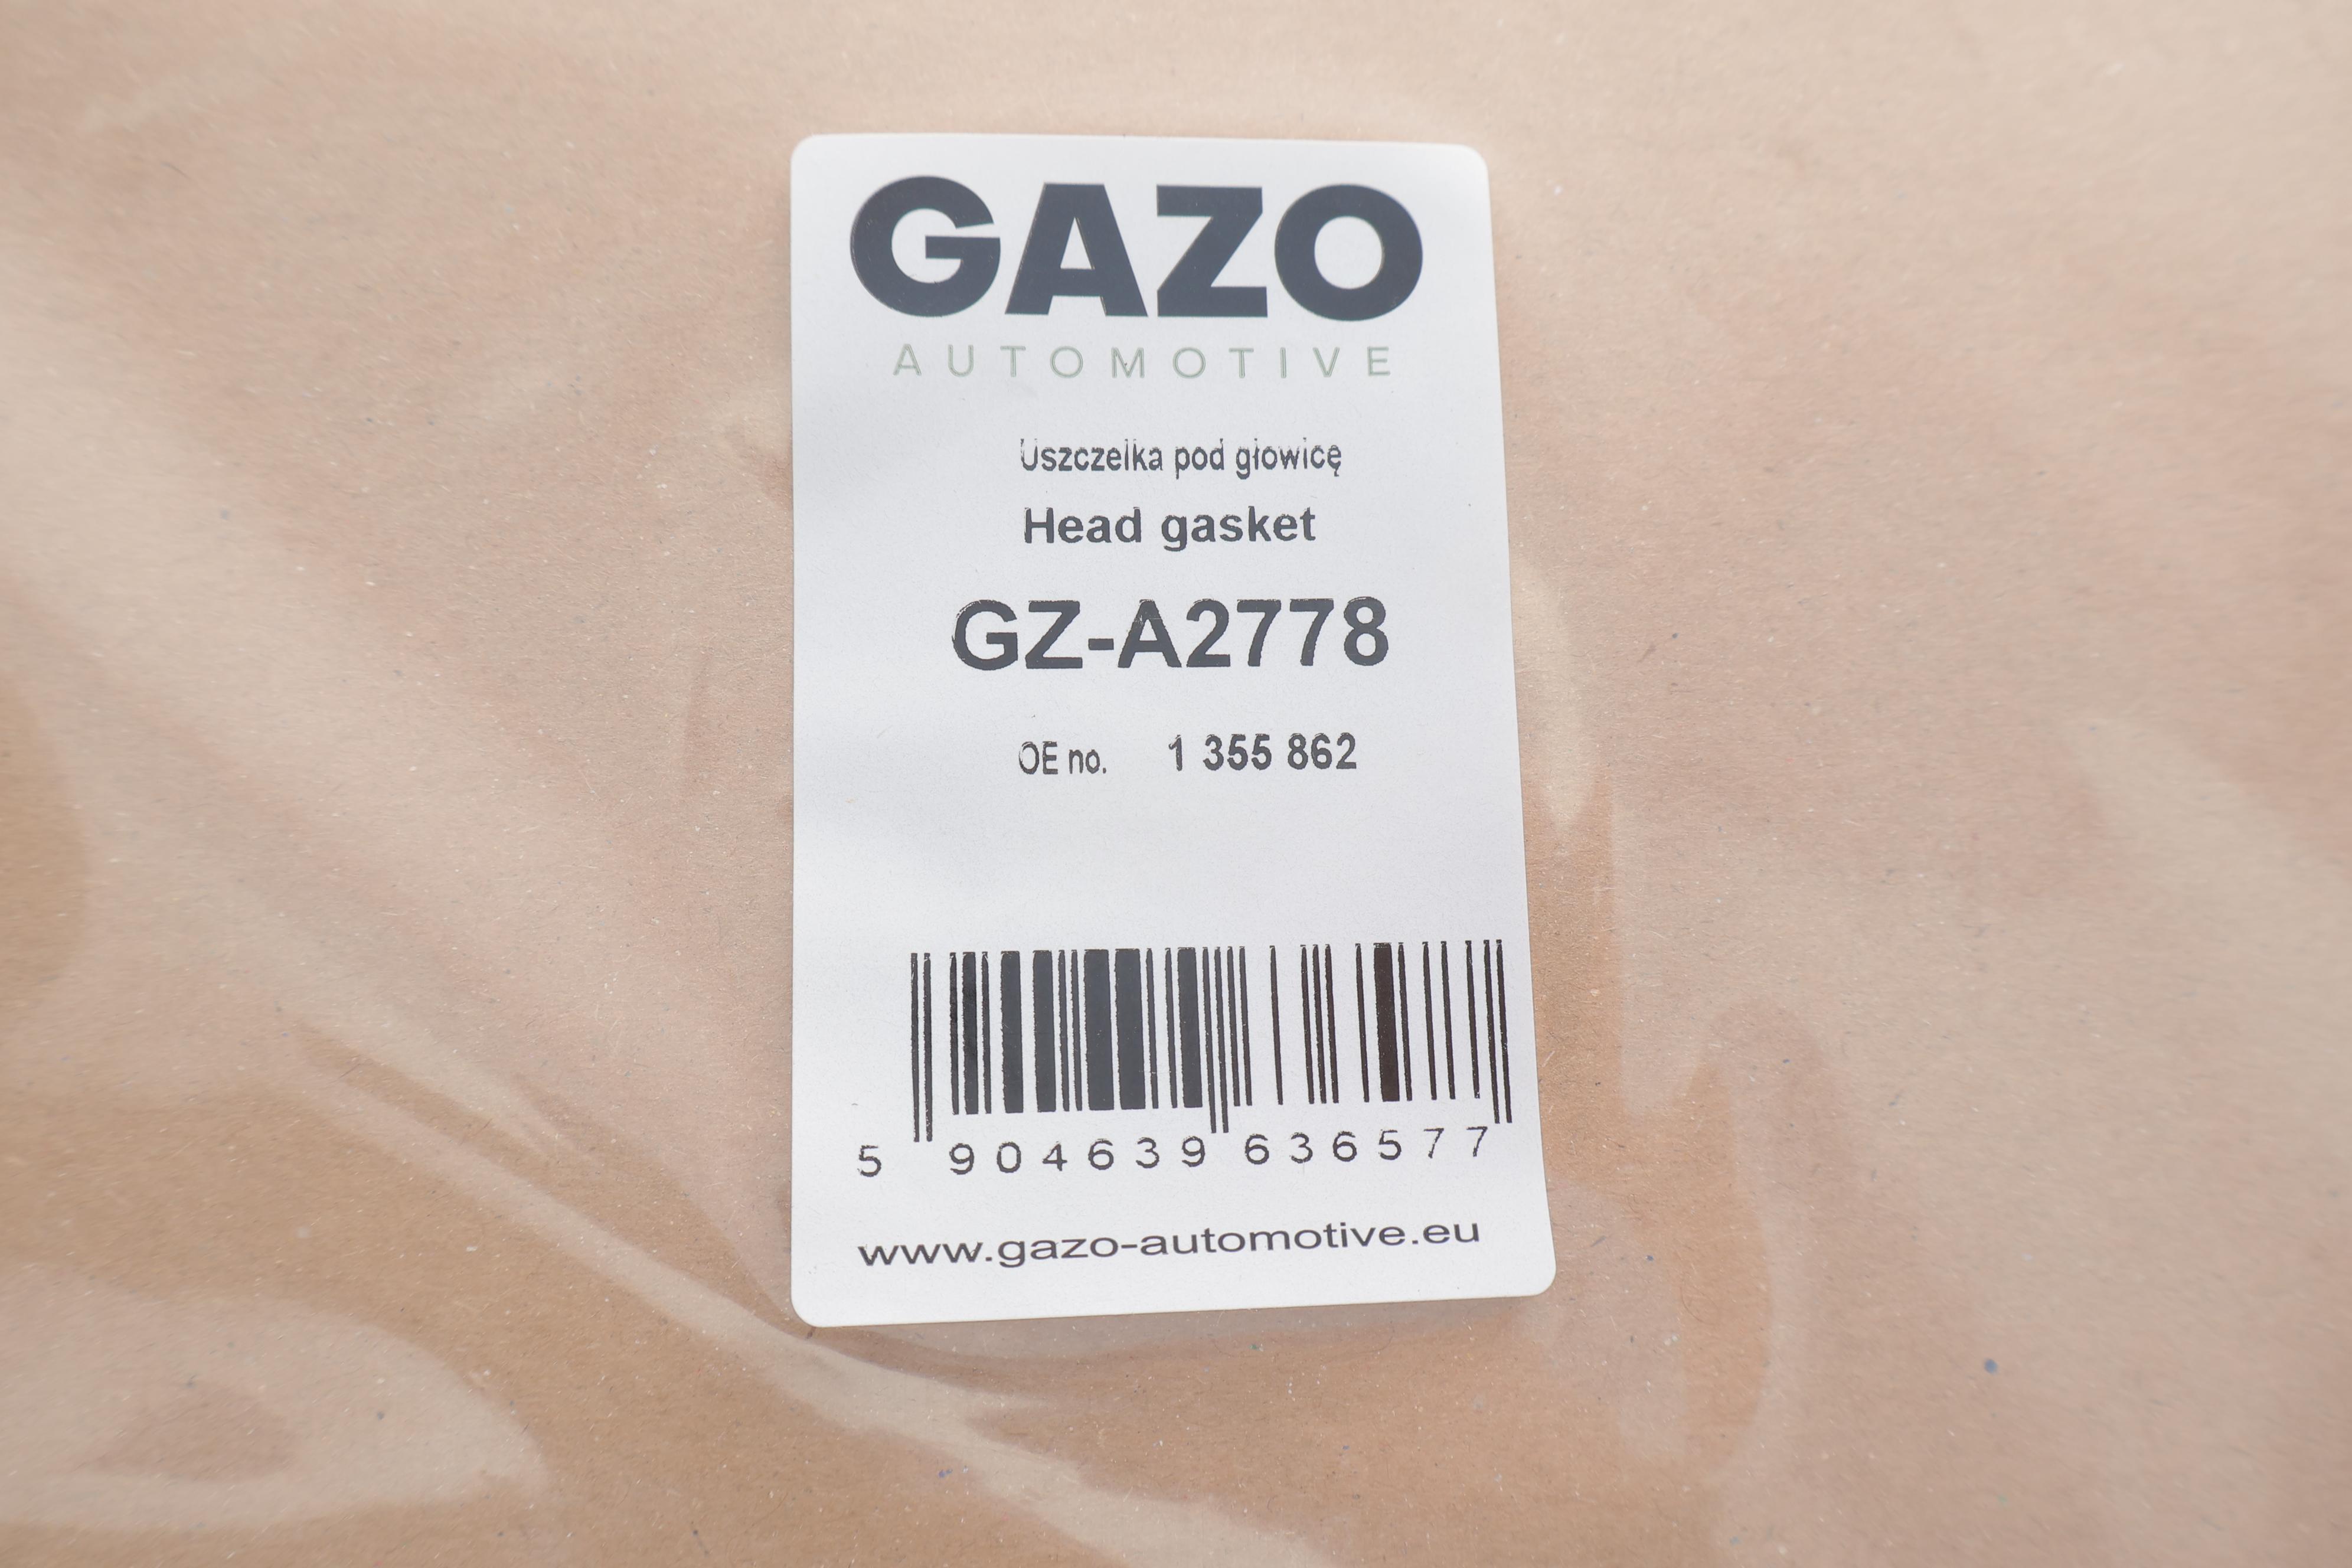 GAZO
AUTOMOTIVE
Uszczelka pod głowicę
Head gasket
GZ-A2778
OE no. 1 355 862
5 904639 636577
www.gazo-automotive.eu